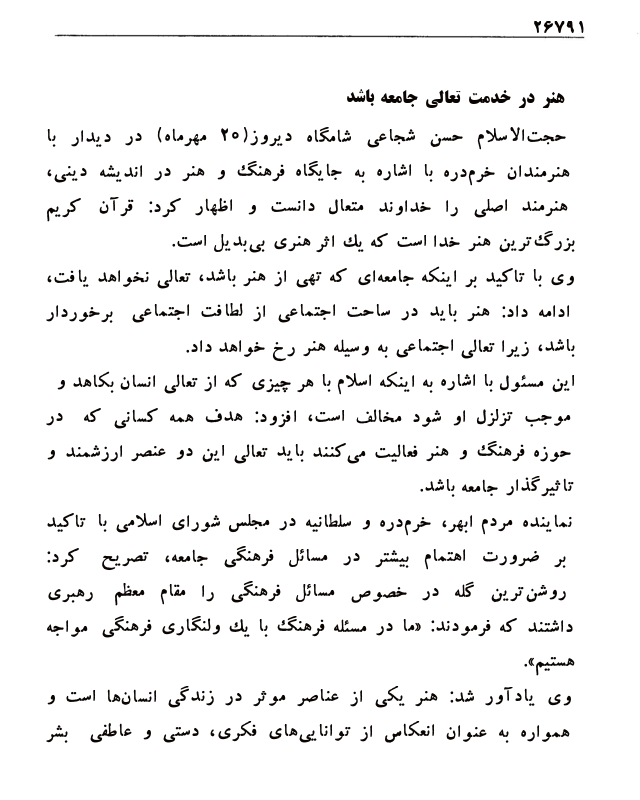 ۲۶۷۹۱
هنر در خدمت تعالی جامعه باشد
حجت‌الاسلام حسن شجاعی شامگاه دیروز(۲۰ مهرماه) در دیدار با
هنرمندان خرم‌دره با اشاره به جایگاه فرهنگ و هنر در اندیشه دینی،
هنرمند اصلی را خداوند متعال دانست و اظهار کرد: قرآن کریم
بزرگ‌ترین هنر خدا است که یك اثر هنری بی‌بدیل است.
وی با تاکید بر اینکه جامعه‌ای که تهی از هنر باشد، تعالی نخواهد یافت،
ادامه داد: هنر باید در ساحت اجتماعی از لطافت اجتماعی برخوردار
باشد، زیرا تعالی اجتماعی به وسیله هنر رخ خواهد داد.
این مسئول با اشاره به اینکه اسلام با هر چیزی که از تعالی انسان بکاهد و
موجب تزلزل او شود مخالف است، افزود: هدف همه کسانی که در
حوزه فرهنگ و هنر فعالیت می‌کنند باید تعالی این دو عنصر ارزشمند و
تاثیرگذار جامعه باشد.
نماینده مردم ابهر، خرم‌دره و سلطانیه در مجلس شورای اسلامی با تاکید
بر ضرورت اهتمام بیشتر در مسائل فرهنگی جامعه، تصریح کرد:
روشن‌ترین گله در خصوص مسائل فرهنگی را مقام معظم رهبری
داشتند که فرمودند: «ما در مسئله فرهنگ با یك ولنگاری فرهنگی مواجه
هستیم».
وی یادآور شد: هنر یکی از عناصر موثر در زندگی انسان‌ها است و
همواره به عنوان انعکاس از توانایی‌های فکری، دستی و عاطفی بشر